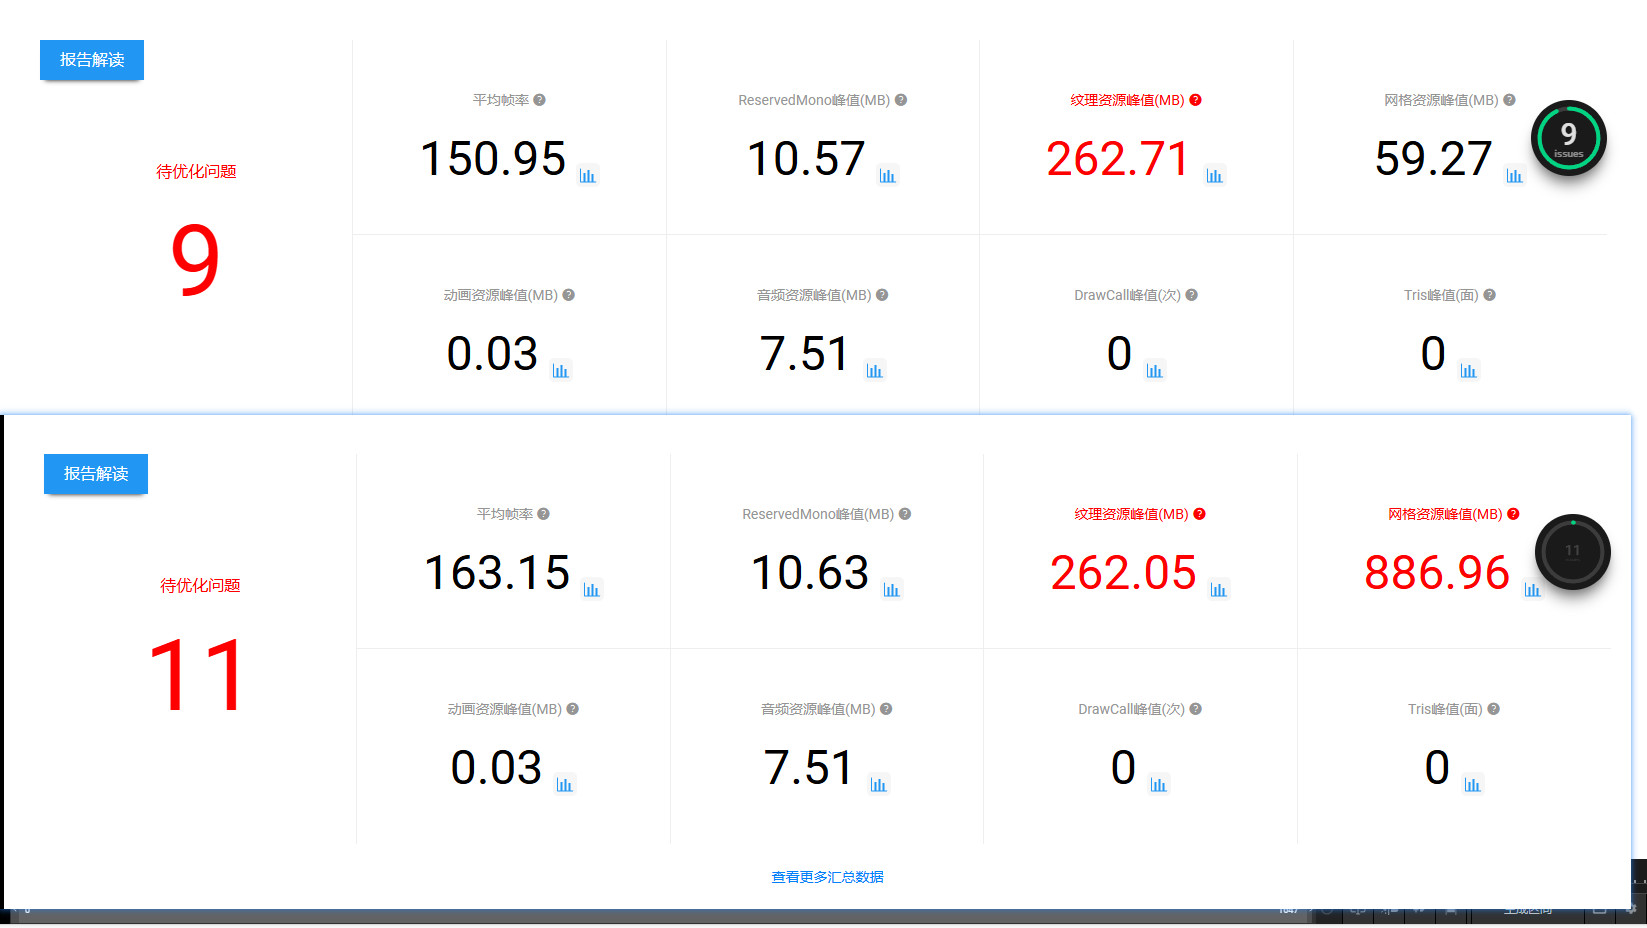 报告解读
平均帧率
ReservedMono峰值(MB)
纹理资源峰值(MB)
网格资源峰值(MB)
150.95
10.57
262.71
59.27
9
issues
待优化问题
9
动画资源峰值(MB)
音频资源峰值(MB)
DrawCall峰值(次)
Tris峰值(面)
0.03
7.51
0
0
报告解读
平均帧率
ReservedMono峰值(MB)
纹理资源峰值(MB)
网格资源峰值(MB)
163.15
10.63
262.05
886.96
11
待优化问题
11
动画资源峰值(MB)
音频资源峰值(MB)
DrawCall峰值(次)
Tris峰值(面)
0.03
7.51
0
0
查看更多汇总数据